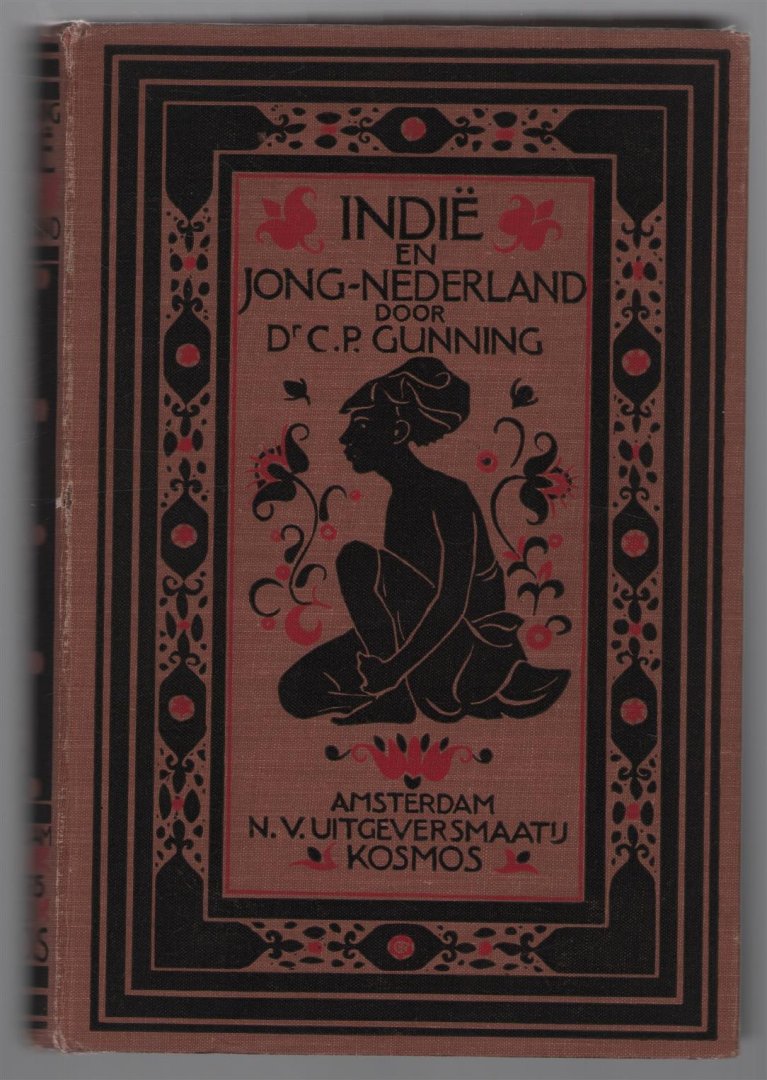 INDIË
EN
JONG-NEDERLAND
DOOR
Dr C.P. GUNNING
AMSTERDAM
N.V. UITGEVERSMAATIJ
KOSMOS